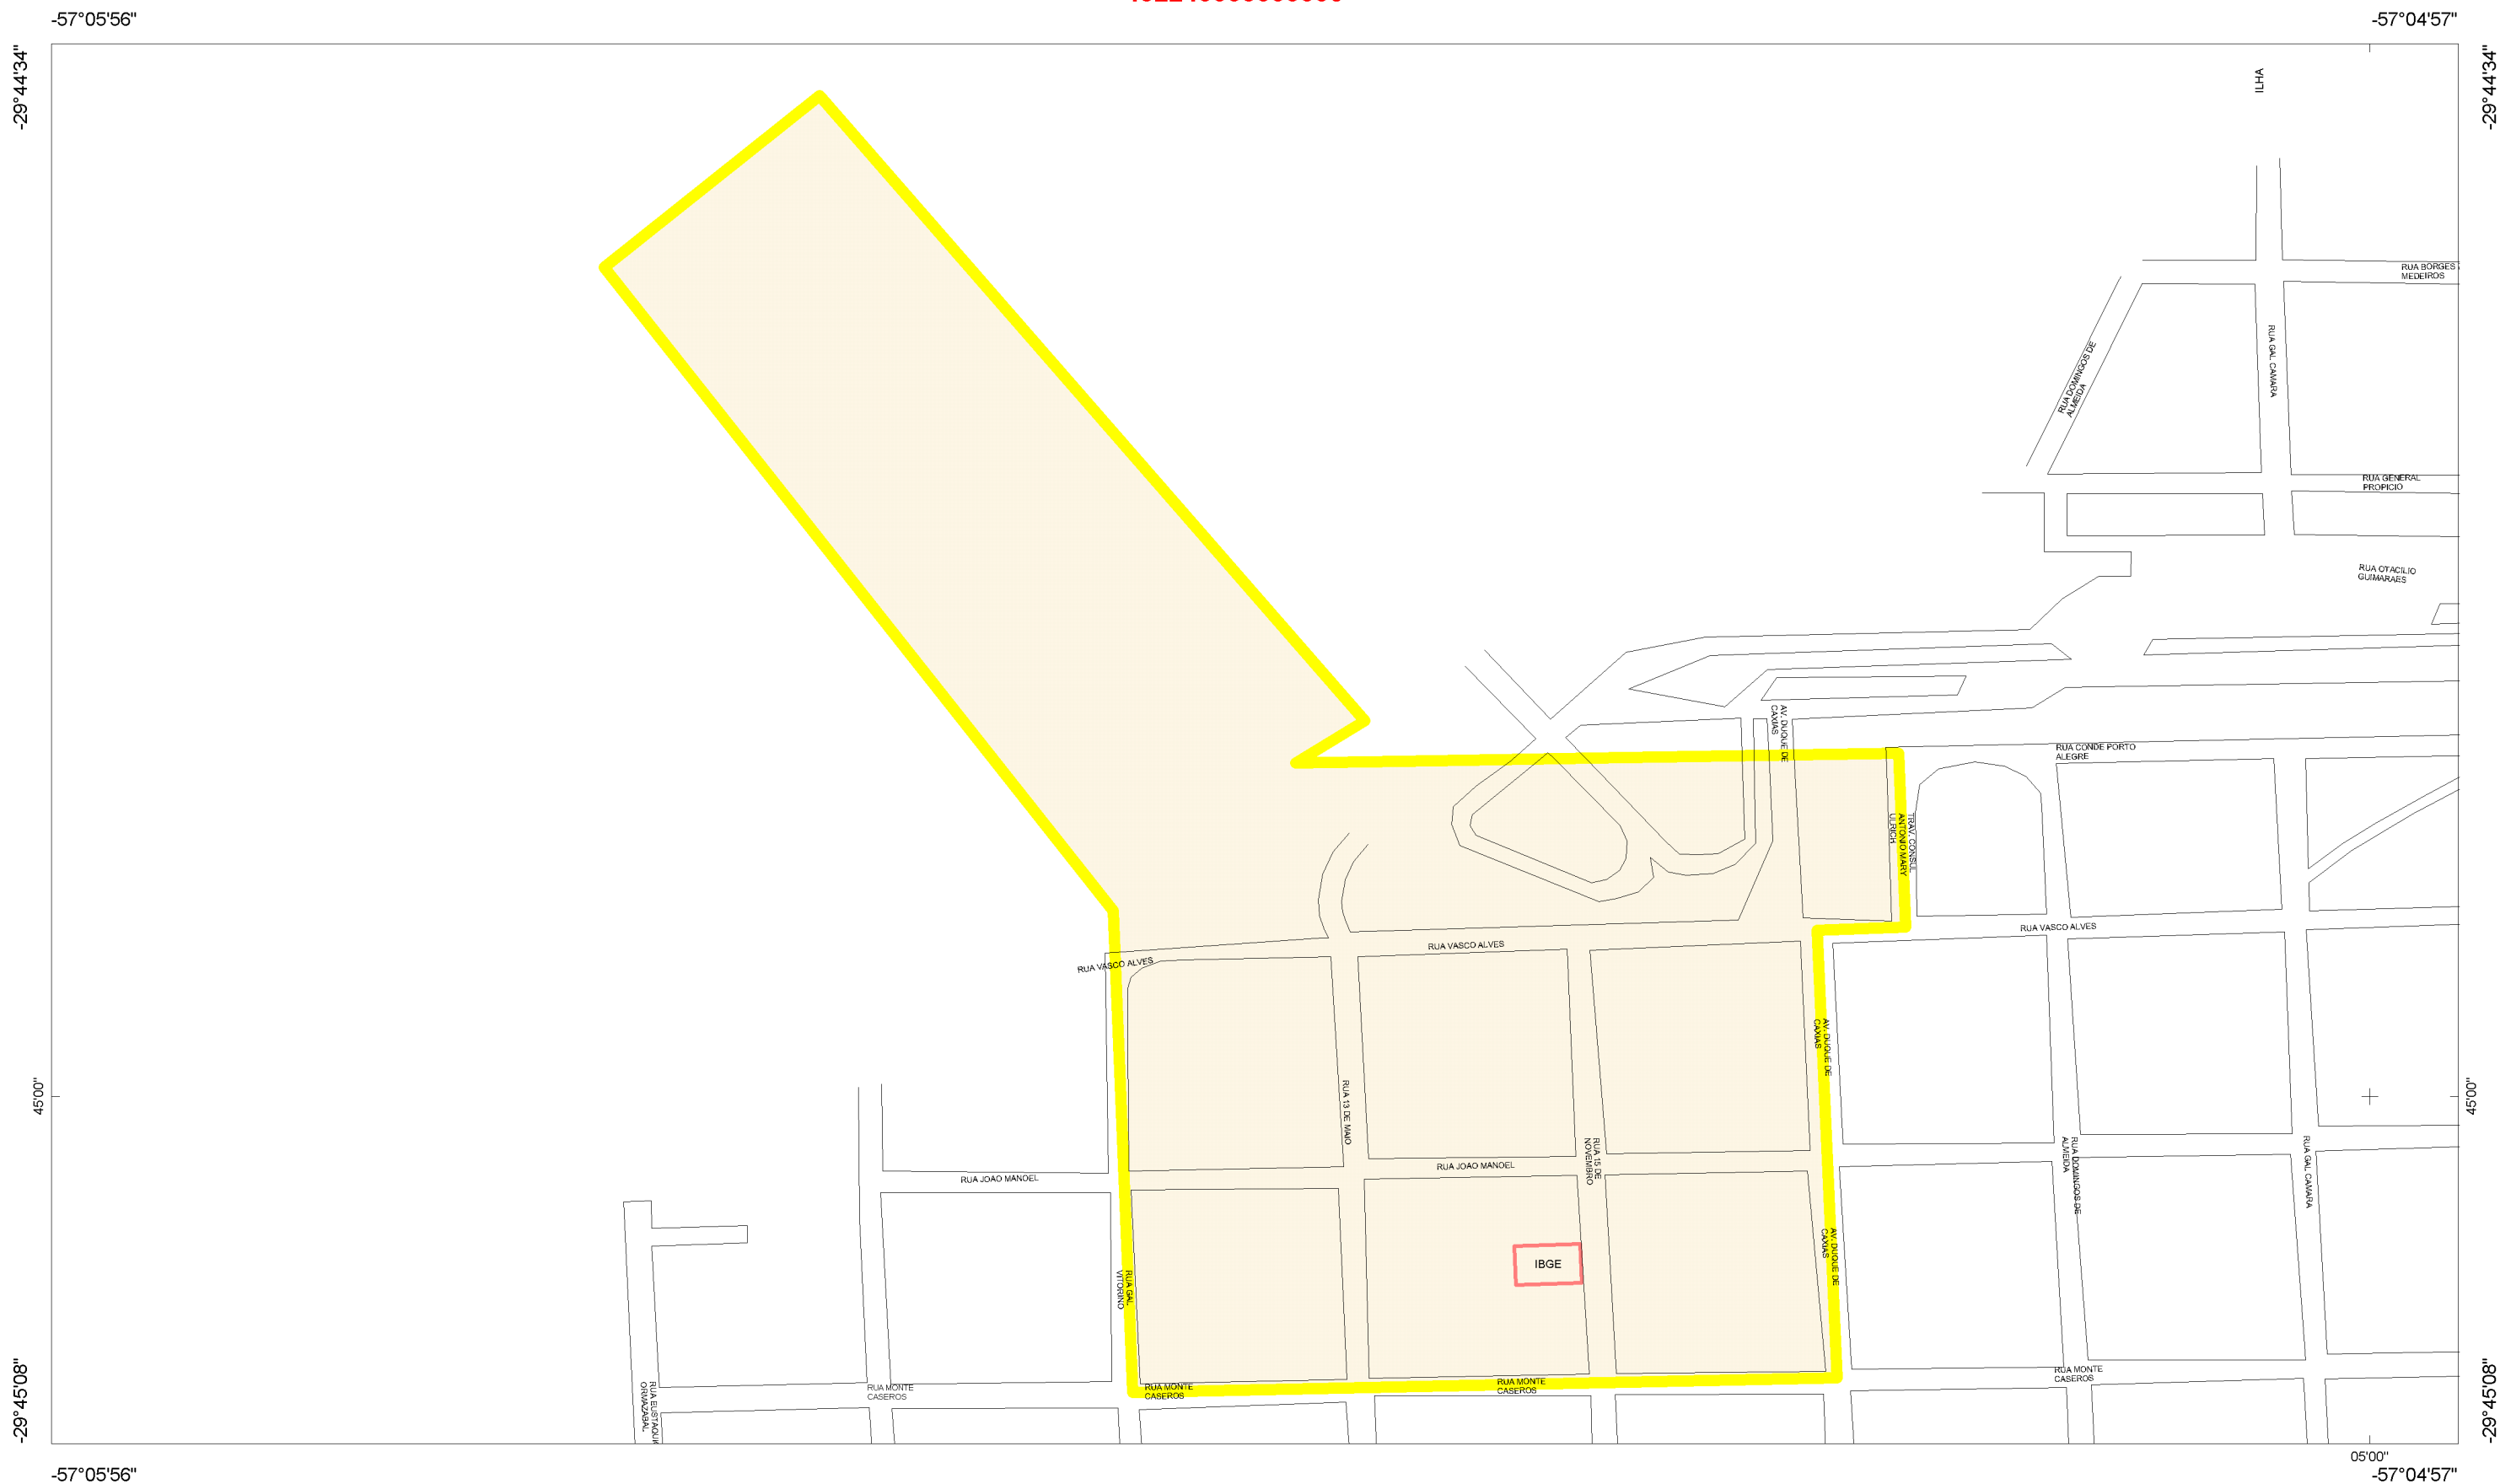 -57°05'56"
-57°04'57"
-29°44'34"
-29°44'34"
ILHA
RUA BORGES
MEDEIROS
RUA GAL CAMARA
RUA DOMINGOS DE
ALMEIDA
RUA GENERAL
PROPICIO
RUA OTACILIO
GUIMARAES
AV. DUQUE DE
CAXIAS
RUA CONDE PORTO
ALEGRE
TRAV. CONSUL
ANTONIO MARY
ULRICH
RUA VASCO ALVES
RUA VASCO ALVES
RUA VASCO ALVES
AV. DUQUE DE
CAXIAS
45'00"
45'00"
RUA 13 DE MAIO
RUA 15 DE
NOVEMBRO
RUA DOMINGOS DE
ALMEIDA
RUA GAL CAMARA
RUA JOAO MANOEL
RUA JOAO MANOEL
AV. DUQUE DE
CAXIAS
IBGE
RUA GAL
VITORINO
RUA MONTE
CASEROS
RUA MONTE
CASEROS
RUA MONTE
CASEROS
RUA MONTE
CASEROS
RUA EUSTAQUIO
ORMAZABAL
-29°45'08"
-29°45'08"
05'00"
-57°05'56"
-57°04'57"